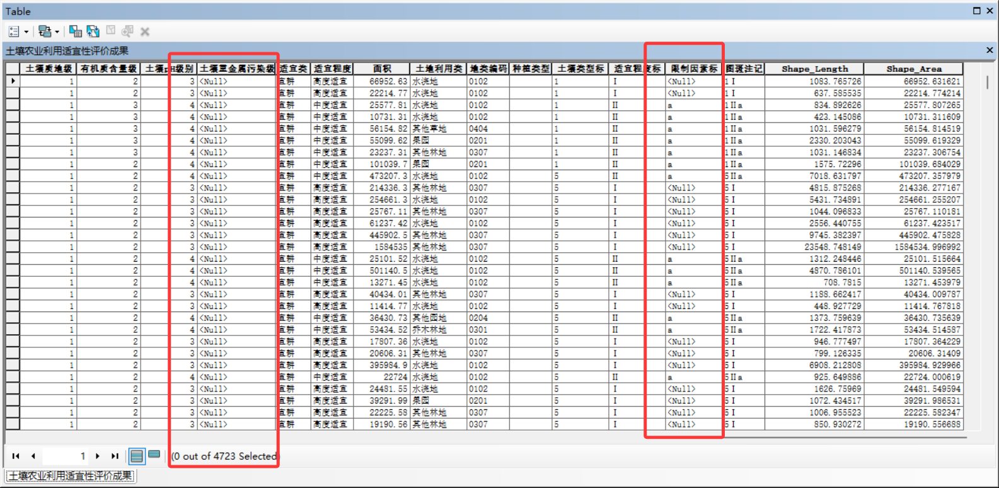 Table
土壤农业利用适宜性评价成果
土壤质地级 有机质含量级 土壤pH级别 土壤重金属污染级 适宜类 适宜程度 面积 土地利用类 地类编码 种植类型 土壤类型标 适宜程度标 限制因素标 图斑注记 Shape_Length Shape_Area
1 2 3 <Null> 宜耕 高度适宜 66952.63 水浇地 0102 1 I <Null> 1 I 1083.765726 66952.631621
1 2 3 <Null> 宜耕 高度适宜 22214.77 水浇地 0102 1 I <Null> 1 I 637.585535 22214.774214
1 3 4 <Null> 宜耕 中度适宜 25577.81 水浇地 0102 1 II a 1IIa 834.892626 25577.807265
1 3 4 <Null> 宜耕 中度适宜 10731.31 水浇地 0102 1 II a 1IIa 423.145086 10731.311609
1 3 4 <Null> 宜耕 中度适宜 56154.82 其他草地 0404 1 II a 1IIa 1031.596279 56154.814519
1 3 4 <Null> 宜耕 中度适宜 55099.62 果园 0201 1 II a 1IIa 2330.203043 55099.619329
1 3 4 <Null> 宜耕 中度适宜 23237.31 其他林地 0307 1 II a 1IIa 1031.146834 23237.306754
1 2 4 <Null> 宜耕 中度适宜 101039.7 果园 0201 1 II a 1IIa 1575.72296 101039.684029
1 2 4 <Null> 宜耕 中度适宜 473207.3 水浇地 0102 5 II a 5IIa 7018.631797 473207.357979
1 2 3 <Null> 宜耕 高度适宜 214336.3 其他林地 0307 5 I <Null> 5 I 4815.875268 214336.277167
1 2 3 <Null> 宜耕 高度适宜 254661.3 水浇地 0102 5 I <Null> 5 I 5431.734891 254661.255207
1 2 3 <Null> 宜耕 高度适宜 25767.11 其他林地 0307 5 I <Null> 5 I 1044.096833 25767.110181
1 2 3 <Null> 宜耕 高度适宜 61237.42 水浇地 0102 5 I <Null> 5 I 2556.440755 61237.423517
1 2 3 <Null> 宜耕 高度适宜 445902.5 其他林地 0307 5 I <Null> 5 I 9745.382397 445902.475828
1 2 3 <Null> 宜耕 高度适宜 1584535 其他林地 0307 5 I <Null> 5 I 23548.748149 1584534.996992
1 2 4 <Null> 宜耕 中度适宜 25101.52 水浇地 0102 5 II a 5IIa 1312.248446 25101.515664
1 2 4 <Null> 宜耕 中度适宜 501140.5 水浇地 0102 5 II a 5IIa 4870.786101 501140.539565
1 2 4 <Null> 宜耕 中度适宜 13271.45 水浇地 0102 5 II a 5IIa 708.7815 13271.453979
1 2 3 <Null> 宜耕 高度适宜 40434.01 其他林地 0307 5 I <Null> 5 I 1188.662417 40434.009787
1 2 3 <Null> 宜耕 高度适宜 11414.77 水浇地 0102 5 I <Null> 5 I 448.927729 11414.767818
1 2 4 <Null> 宜耕 中度适宜 36430.73 其他园地 0204 5 II a 5IIa 1373.759639 36430.735639
1 2 4 <Null> 宜耕 中度适宜 53434.52 乔木林地 0301 5 II a 5IIa 1722.417873 53434.514587
1 2 3 <Null> 宜耕 高度适宜 17807.36 水浇地 0102 5 I <Null> 5 I 946.777497 17807.364229
1 2 3 <Null> 宜耕 高度适宜 20606.31 其他林地 0307 5 I <Null> 5 I 799.126335 20606.31409
1 2 3 <Null> 宜耕 高度适宜 395984.9 水浇地 0102 5 I <Null> 5 I 6908.212808 395984.929966
1 2 4 <Null> 宜耕 中度适宜 22724 水浇地 0102 5 II a 5IIa 925.649886 22724.000619
1 2 3 <Null> 宜耕 高度适宜 24481.55 水浇地 0102 5 I <Null> 5 I 1626.75969 24481.549594
1 2 3 <Null> 宜耕 高度适宜 39291.99 果园 0201 5 I <Null> 5 I 1072.434517 39291.986531
1 2 3 <Null> 宜耕 高度适宜 22225.58 其他林地 0307 5 I <Null> 5 I 1006.955523 22225.582347
1 2 3 <Null> 宜耕 高度适宜 19190.56 其他林地 0307 5 I <Null> 5 I 850.930272 19190.556688
1 (0 out of 4723 Selected)
土壤农业利用适宜性评价成果